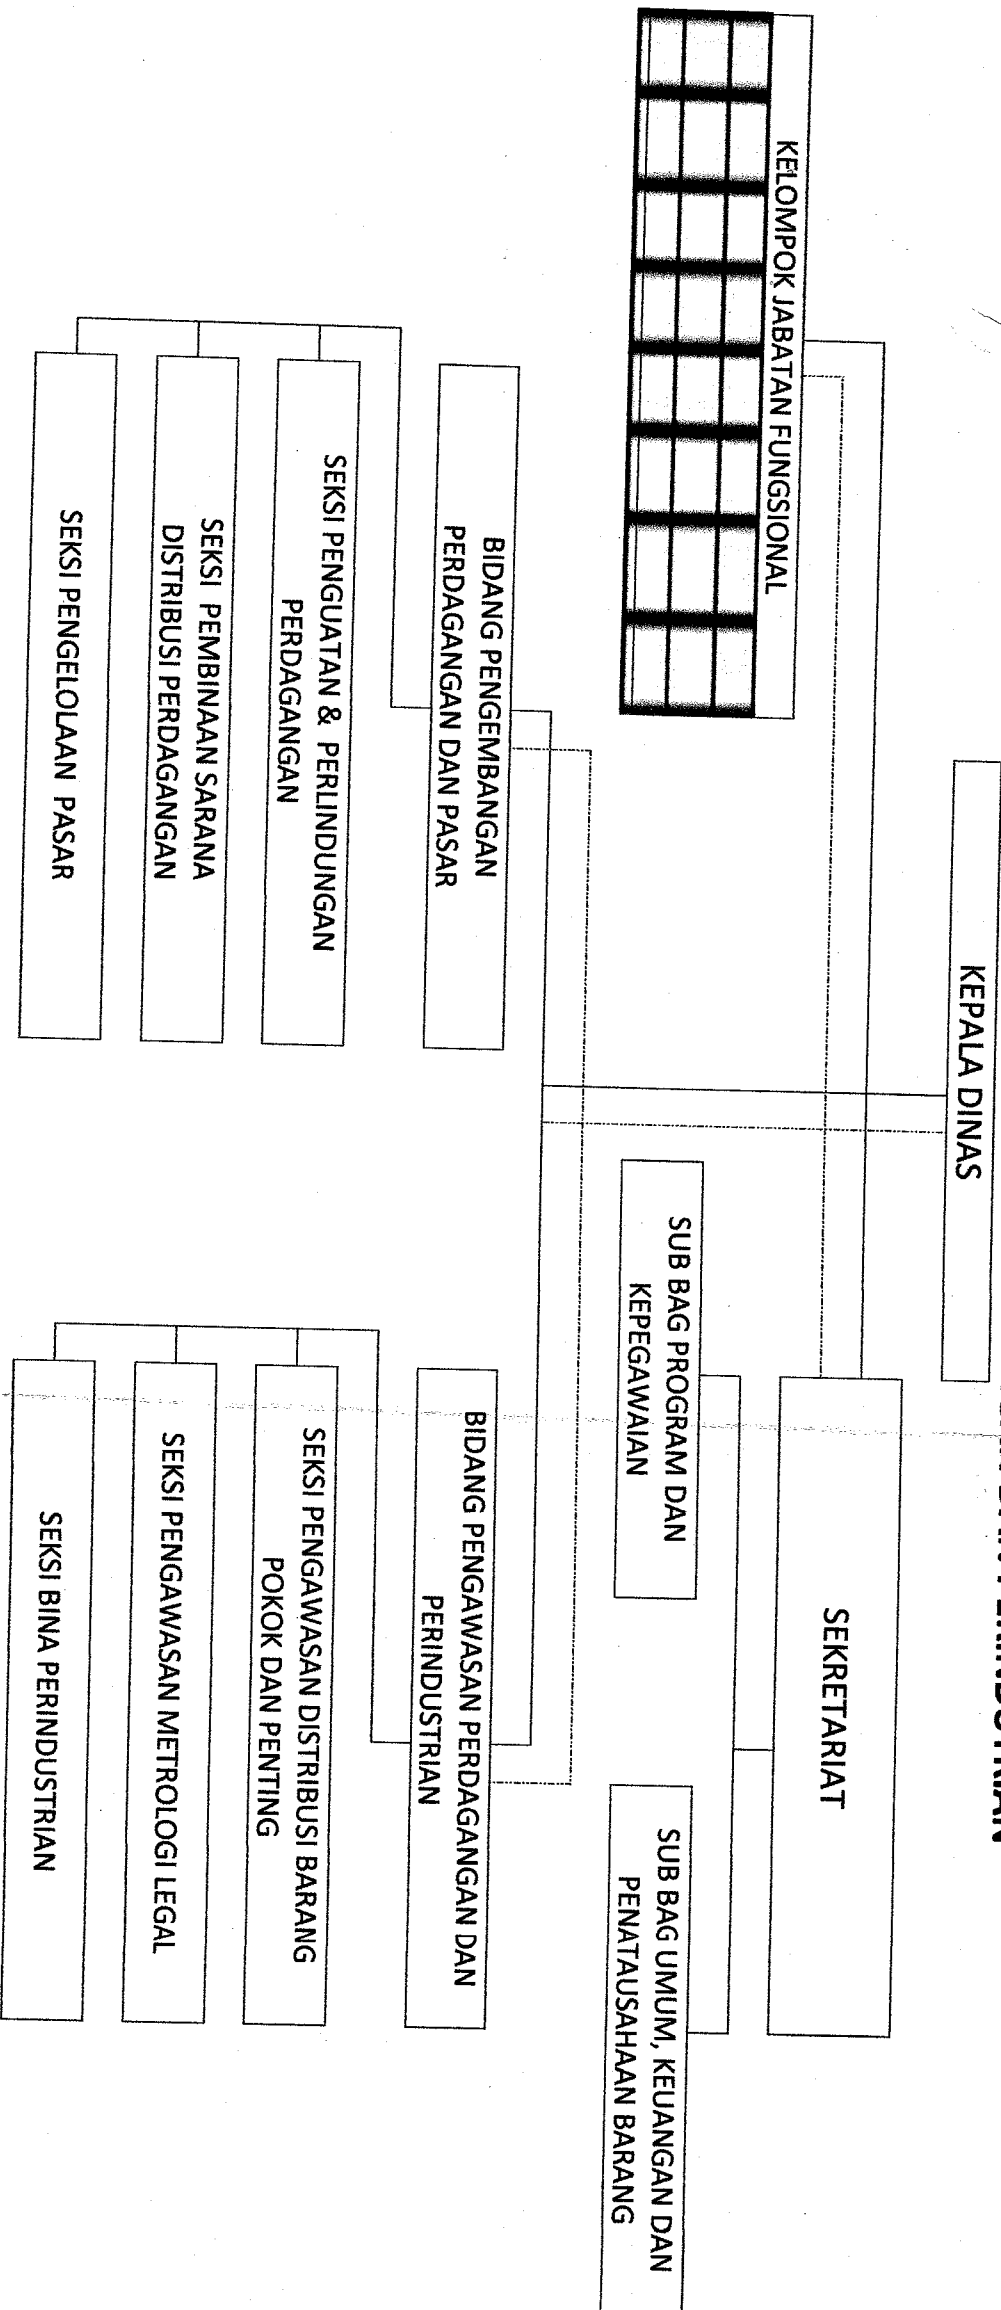 PERINDUSTRIAN
KEPALA DINAS
SEKRETARIAT
KELOMPOK JABATAN FUNGSIONAL
SUB BAG PROGRAM DAN
KEPEGAWAIAN
SUB BAG UMUM, KEUANGAN DAN
PENATAUSAHAAN BARANG
BIDANG PENGEMBANGAN
PERDAGANGAN DAN PASAR
SEKSI PENGUATAN & PERLINDUNGAN
PERDAGANGAN
SEKSI PEMBINAAN SARANA
DISTRIBUSI PERDAGANGAN
SEKSI PENGELOLAAN PASAR
BIDANG PENGAWASAN PERDAGANGAN DAN
PERINDUSTRIAN
SEKSI PENGAWASAN DISTRIBUSI BARANG
POKOK DAN PENTING
SEKSI PENGAWASAN METROLOGI LEGAL
SEKSI BINA PERINDUSTRIAN